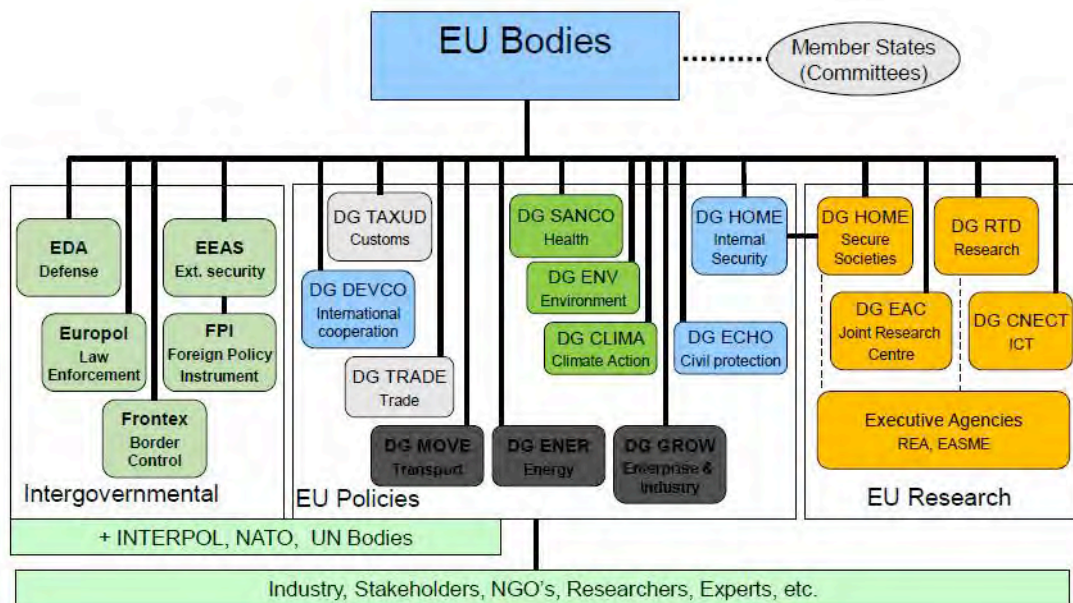 EU Bodies
Member States
(Committees)
EDA
Defense
EEAS
Ext. security
Europol
Law
Enforcement
FPI
Foreign Policy
Instrument
Frontex
Border
Control
Intergovernmental
DG TAXUD
Customs
DG DEVCO
International
cooperation
DG TRADE
Trade
DG SANCO
Health
DG ENV
Environment
DG CLIMA
Climate Action
DG HOME
Internal
Security
DG ECHO
Civil protection
DG MOVE
Transport
DG ENER
Energy
DG GROW
Enterprise &
Industry
EU Policies
DG HOME
Secure
Societies
DG RTD
Research
DG EAC
Joint Research
Centre
DG CNECT
ICT
Executive Agencies
REA, EASME
EU Research
+ INTERPOL, NATO, UN Bodies
Industry, Stakeholders, NGO's, Researchers, Experts, etc.